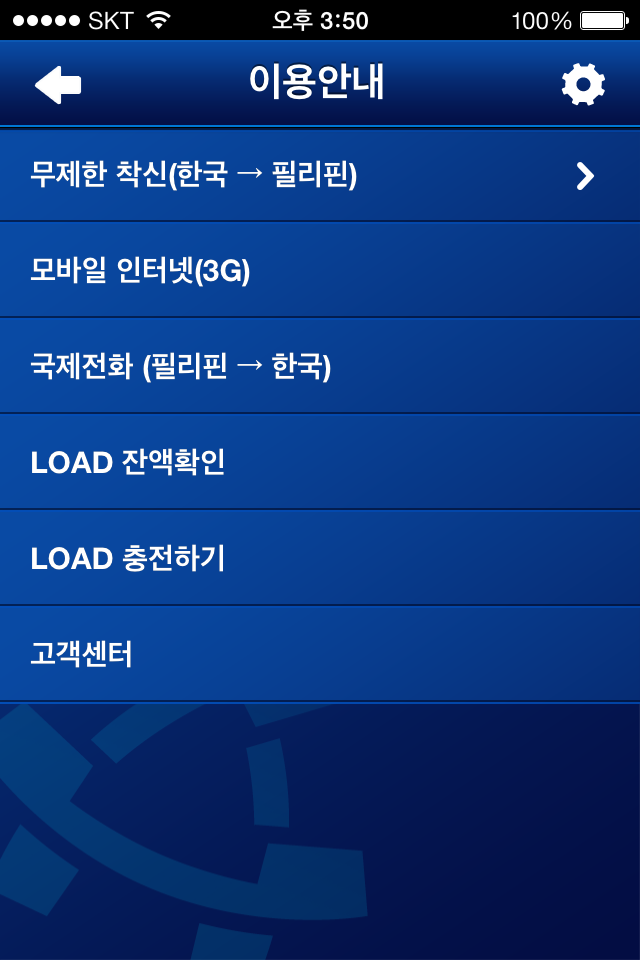 SKT 오후 3:50 100%
이용안내
무제한 착신(한국 → 필리핀)
모바일 인터넷(3G)
국제전화 (필리핀 → 한국)
LOAD 잔액확인
LOAD 충전하기
고객센터